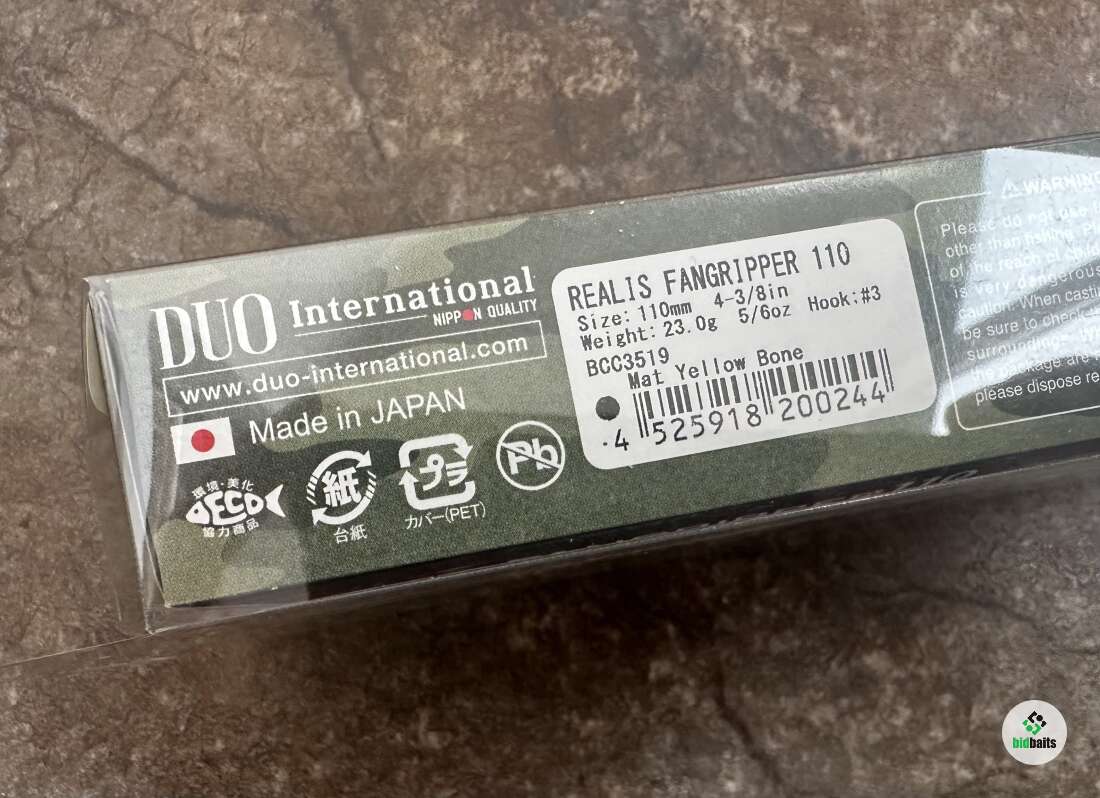 DUO International
NIPPON QUALITY
www.duo-international.com
Made in JAPAN
環境・美化
ECO
協力商品
紙
台紙
プラ
カバー(PET)
Pb
REALIS FANGRIPPER 110
Size: 110mm 4-3/8in
Weight: 23.0g 5/6oz Hook:#3
BCC3519
Mat Yellow Bone
4 525918 200244
WARNING
Please do not use
other than fishing.
of the reach of
is very dangerous
caution. When casti
be sure to check
surrounding
the package are
please dispose re
bidbaits